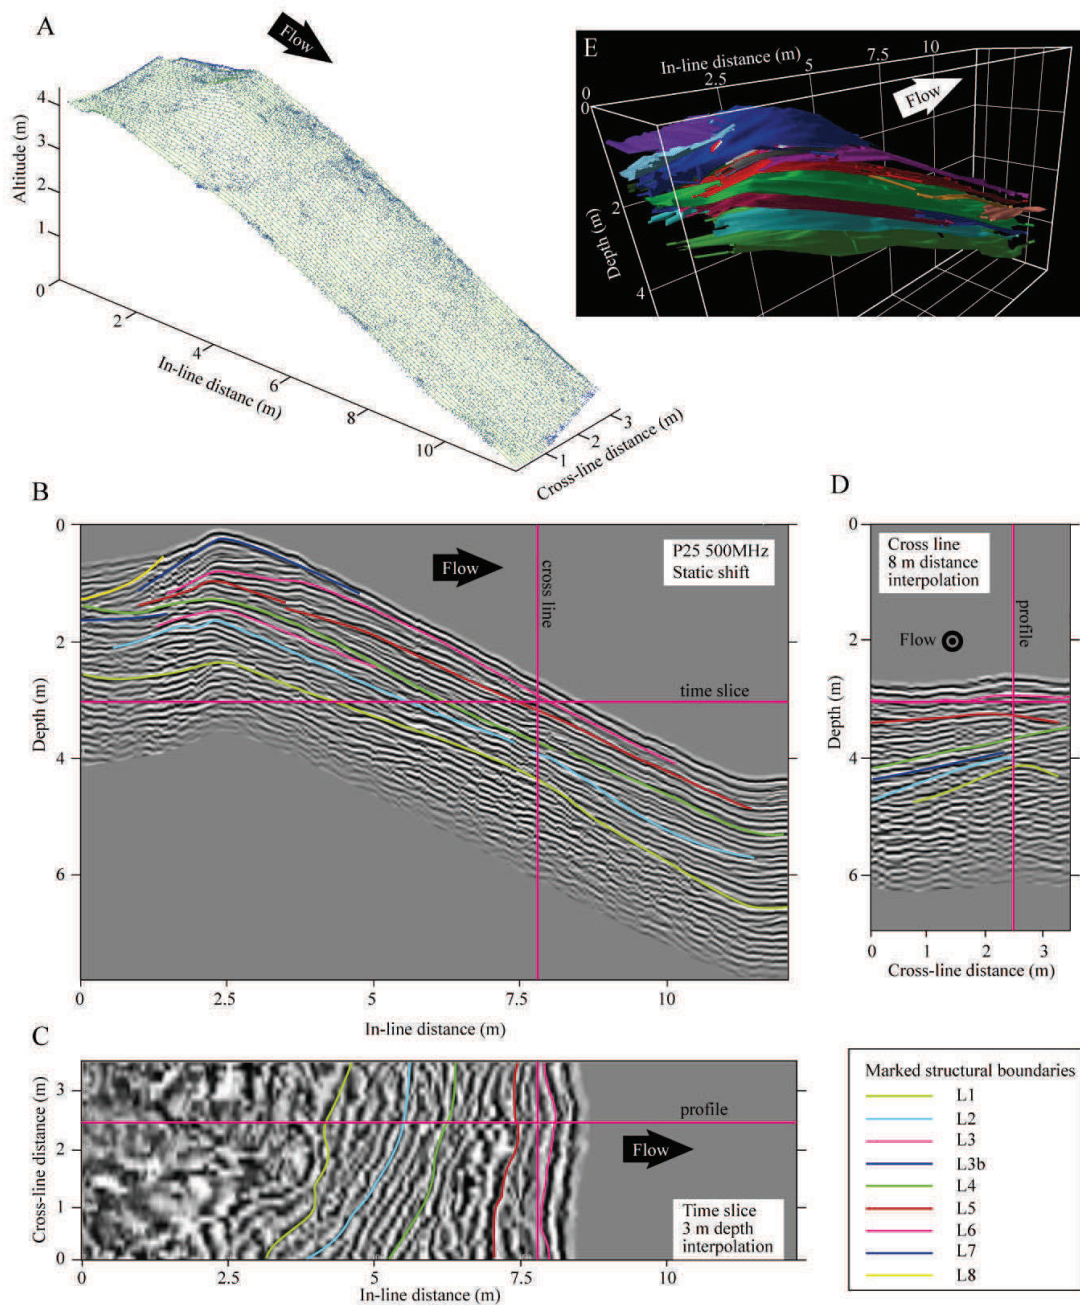 A
Flow
Altitude (m)
4
3
2
1
0
2
4
6
8
10
In-line distanc (m)
1
2
3
Cross-line distance (m)
E
In-line distance (m)
0
2.5
5
7.5
10
Flow
0
2
4
Depth (m)
B
0
2
4
6
Depth (m)
Flow
cross line
P25 500MHz
Static shift
time slice
0
2.5
5
7.5
10
In-line distance (m)
D
0
2
4
6
Depth (m)
Cross line
8 m distance
interpolation
profile
Flow
0
1
2
3
Cross-line distance (m)
C
3
2
1
0
Cross-line distance (m)
profile
Flow
Time slice
3 m depth
interpolation
0
2.5
5
7.5
10
In-line distance (m)
Marked structural boundaries
L1
L2
L3
L3b
L4
L5
L6
L7
L8